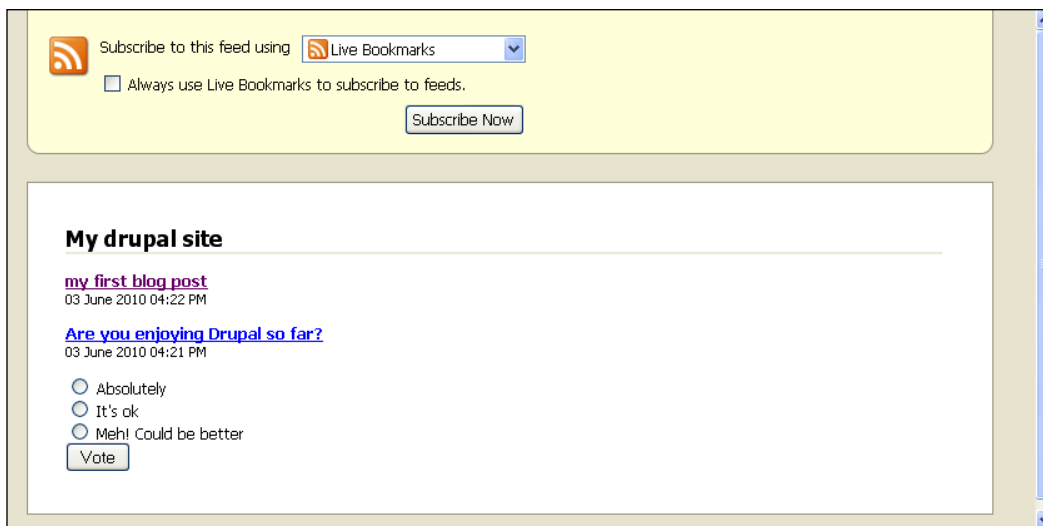 Subscribe to this feed using Live Bookmarks
Always use Live Bookmarks to subscribe to feeds.
Subscribe Now
My drupal site
my first blog post
03 June 2010 04:22 PM
Are you enjoying Drupal so far?
03 June 2010 04:21 PM
Absolutely
It's ok
Meh! Could be better
Vote